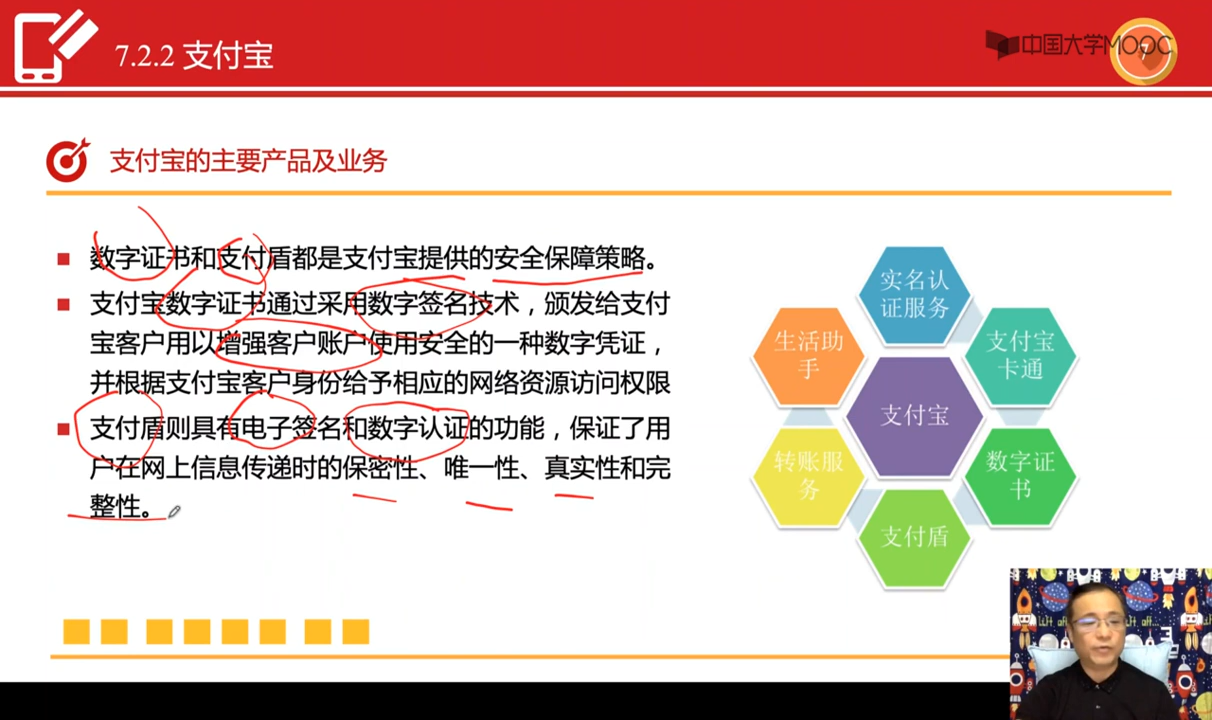 7.2.2 支付宝
中国大学MOOC
支付宝的主要产品及业务
数字证书和支付盾都是支付宝提供的安全保障策略。
支付宝数字证书通过采用数字签名技术，颁发给支付
宝客户用以增强客户账户使用安全的一种数字凭证，
并根据支付宝客户身份给予相应的网络资源访问权限
支付盾则具有电子签名和数字认证的功能，保证了用
户在网上信息传递时的保密性、唯一性、真实性和完
整性。
实名认
证服务
生活助
手
支付宝
卡通
支付宝
转账服
务
数字证
书
支付盾